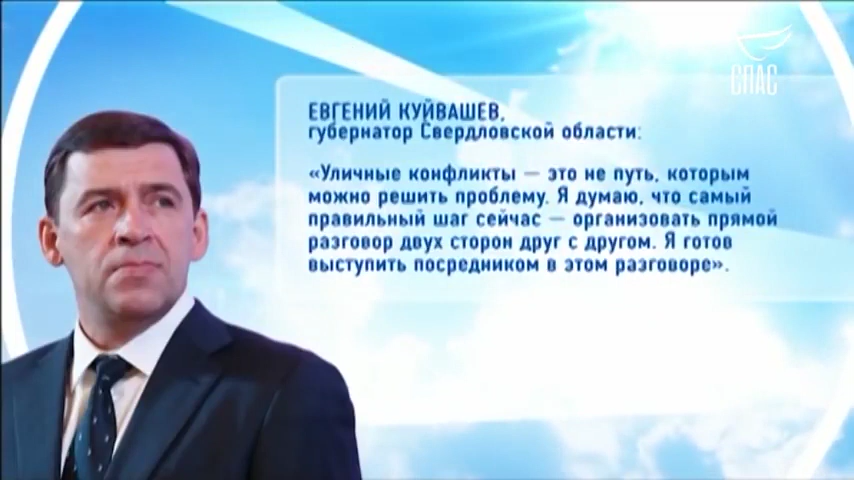 СПАС
ЕВГЕНИЙ КУЙВАШЕВ,
губернатор Свердловской области:
«Уличные конфликты — это не путь, которым
можно решить проблему. Я думаю, что самый
правильный шаг сейчас — организовать прямой
разговор двух сторон друг с другом. Я готов
выступить посредником в этом разговоре».